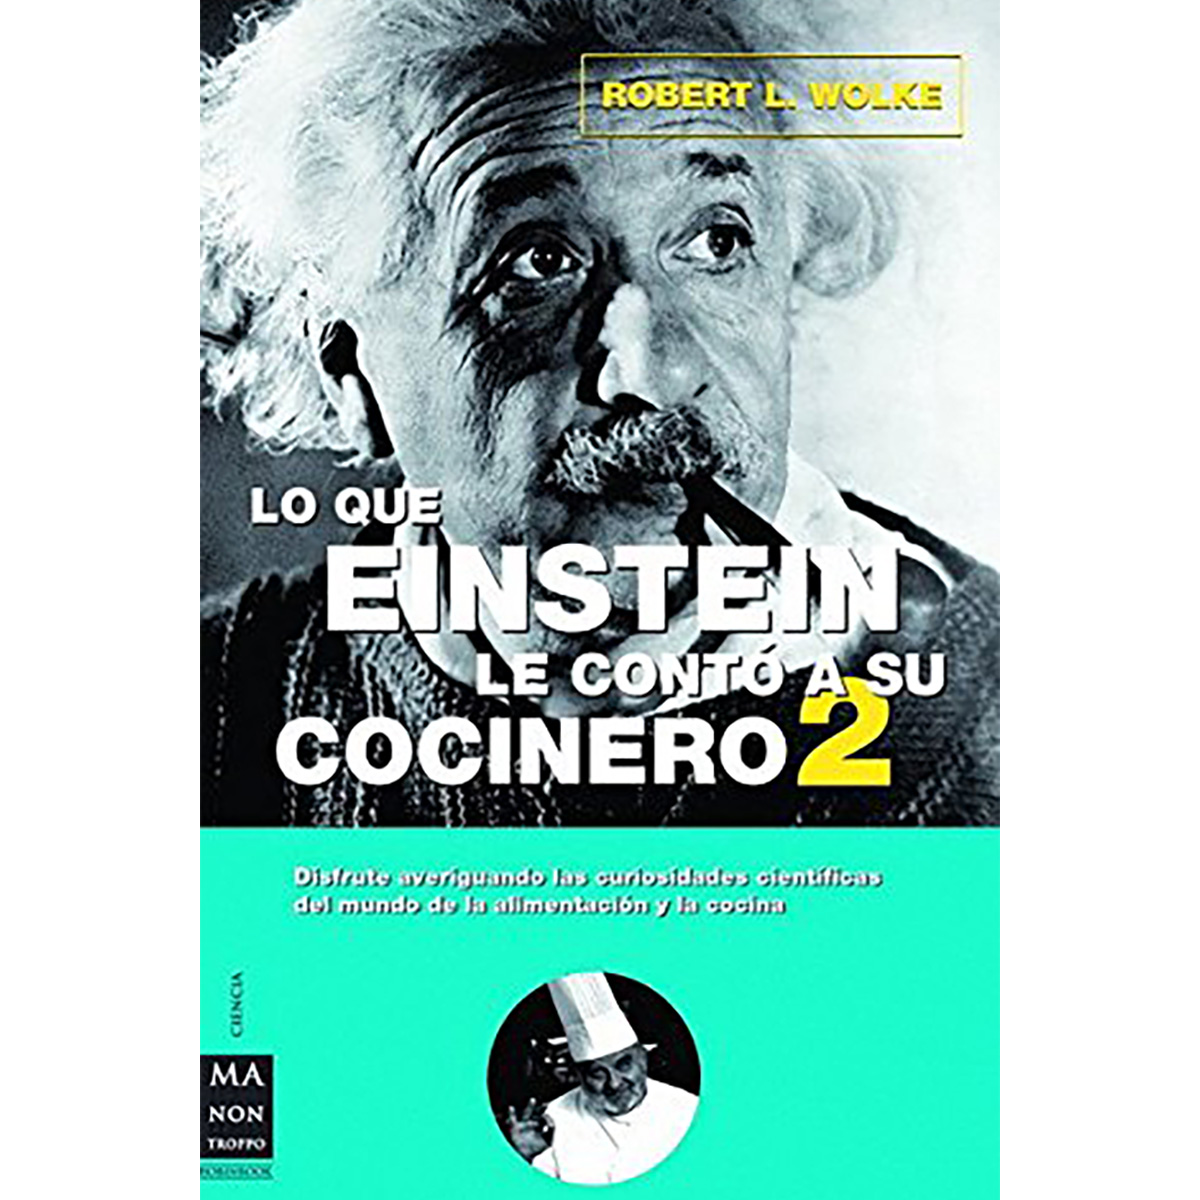 ROBERT L. WOLKE
LO QUE
EINSTEIN
LE CONTÓ A SU
COCINERO 2
Disfrute averiguando las curiosidades científicas
del mundo de la alimentación y la cocina
CIENCIA
MA
NON
TROPPO
ROBINBOOK